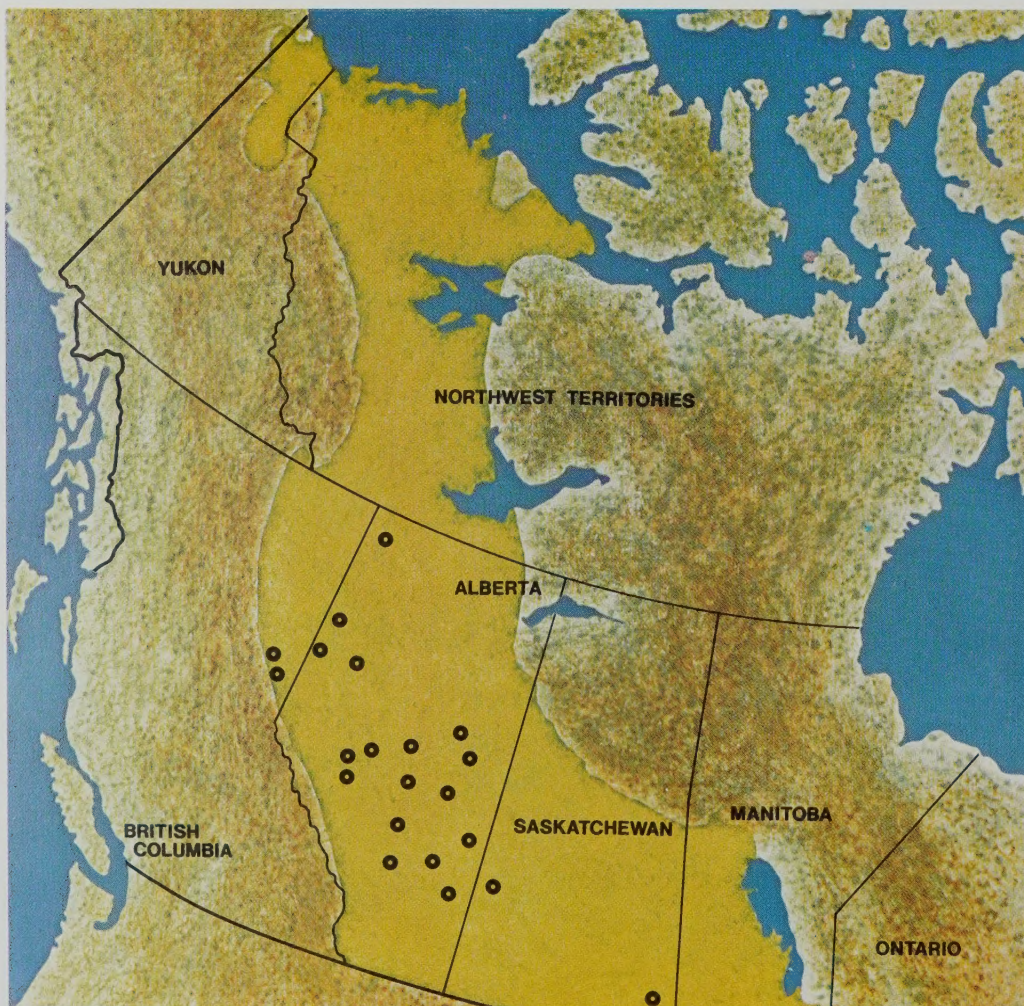 YUKON
NORTHWEST TERRITORIES
ALBERTA
BRITISH
COLUMBIA
SASKATCHEWAN
MANITOBA
ONTARIO